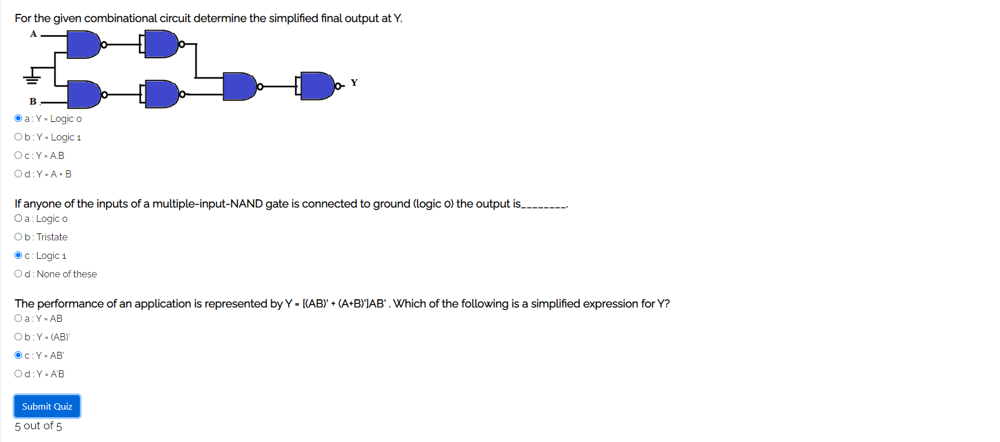 For the given combinational circuit determine the simplified final output at Y.
A
Y
B
a : Y = Logic 0
b : Y = Logic 1
c : Y = A.B
d : Y = A + B
If anyone of the inputs of a multiple-input-NAND gate is connected to ground (logic 0) the output is________.
a : Logic 0
b : Tristate
c : Logic 1
d : None of these
The performance of an application is represented by Y = [(AB)' + (A+B)']AB' . Which of the following is a simplified expression for Y?
a : Y = AB
b : Y = (AB)'
c : Y = AB'
d : Y = A'B
Submit Quiz
5 out of 5